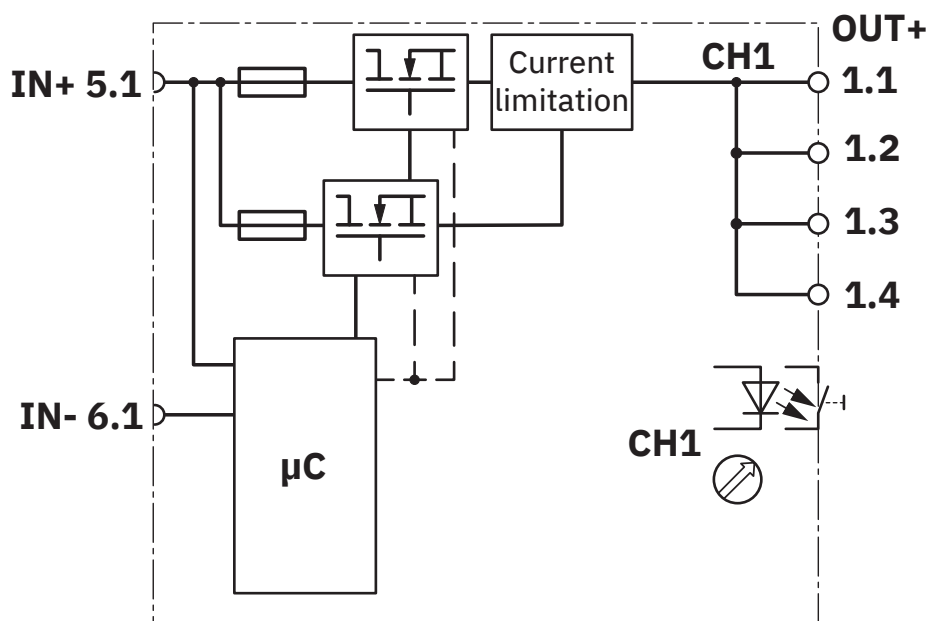 OUT+
IN+ 5.1
Current
limitation
CH1
1.1
1.2
1.3
1.4
IN- 6.1
µC
CH1